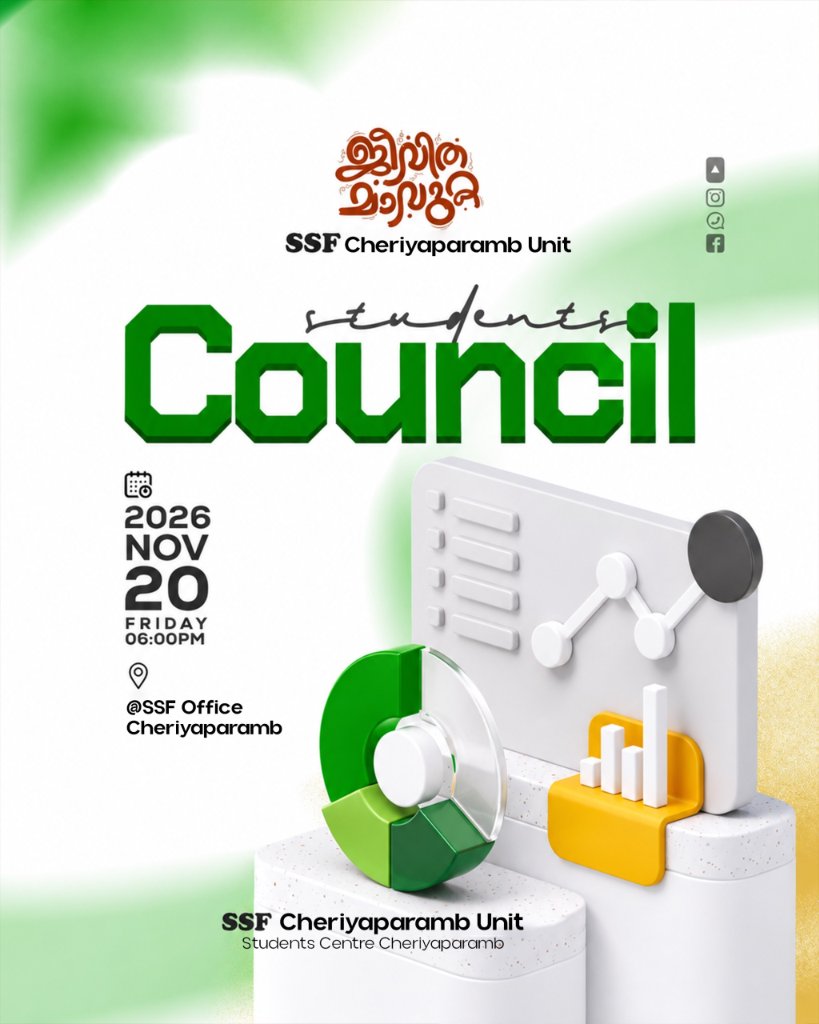 ജീവിത
മാവുറ്റ
SSF Cheriyaparamb Unit
students
Council
2026
NOV
20
FRIDAY
06:00PM
@SSF Office
Cheriyaparamb
SSF Cheriyaparamb Unit
Students Centre Cheriyaparamb